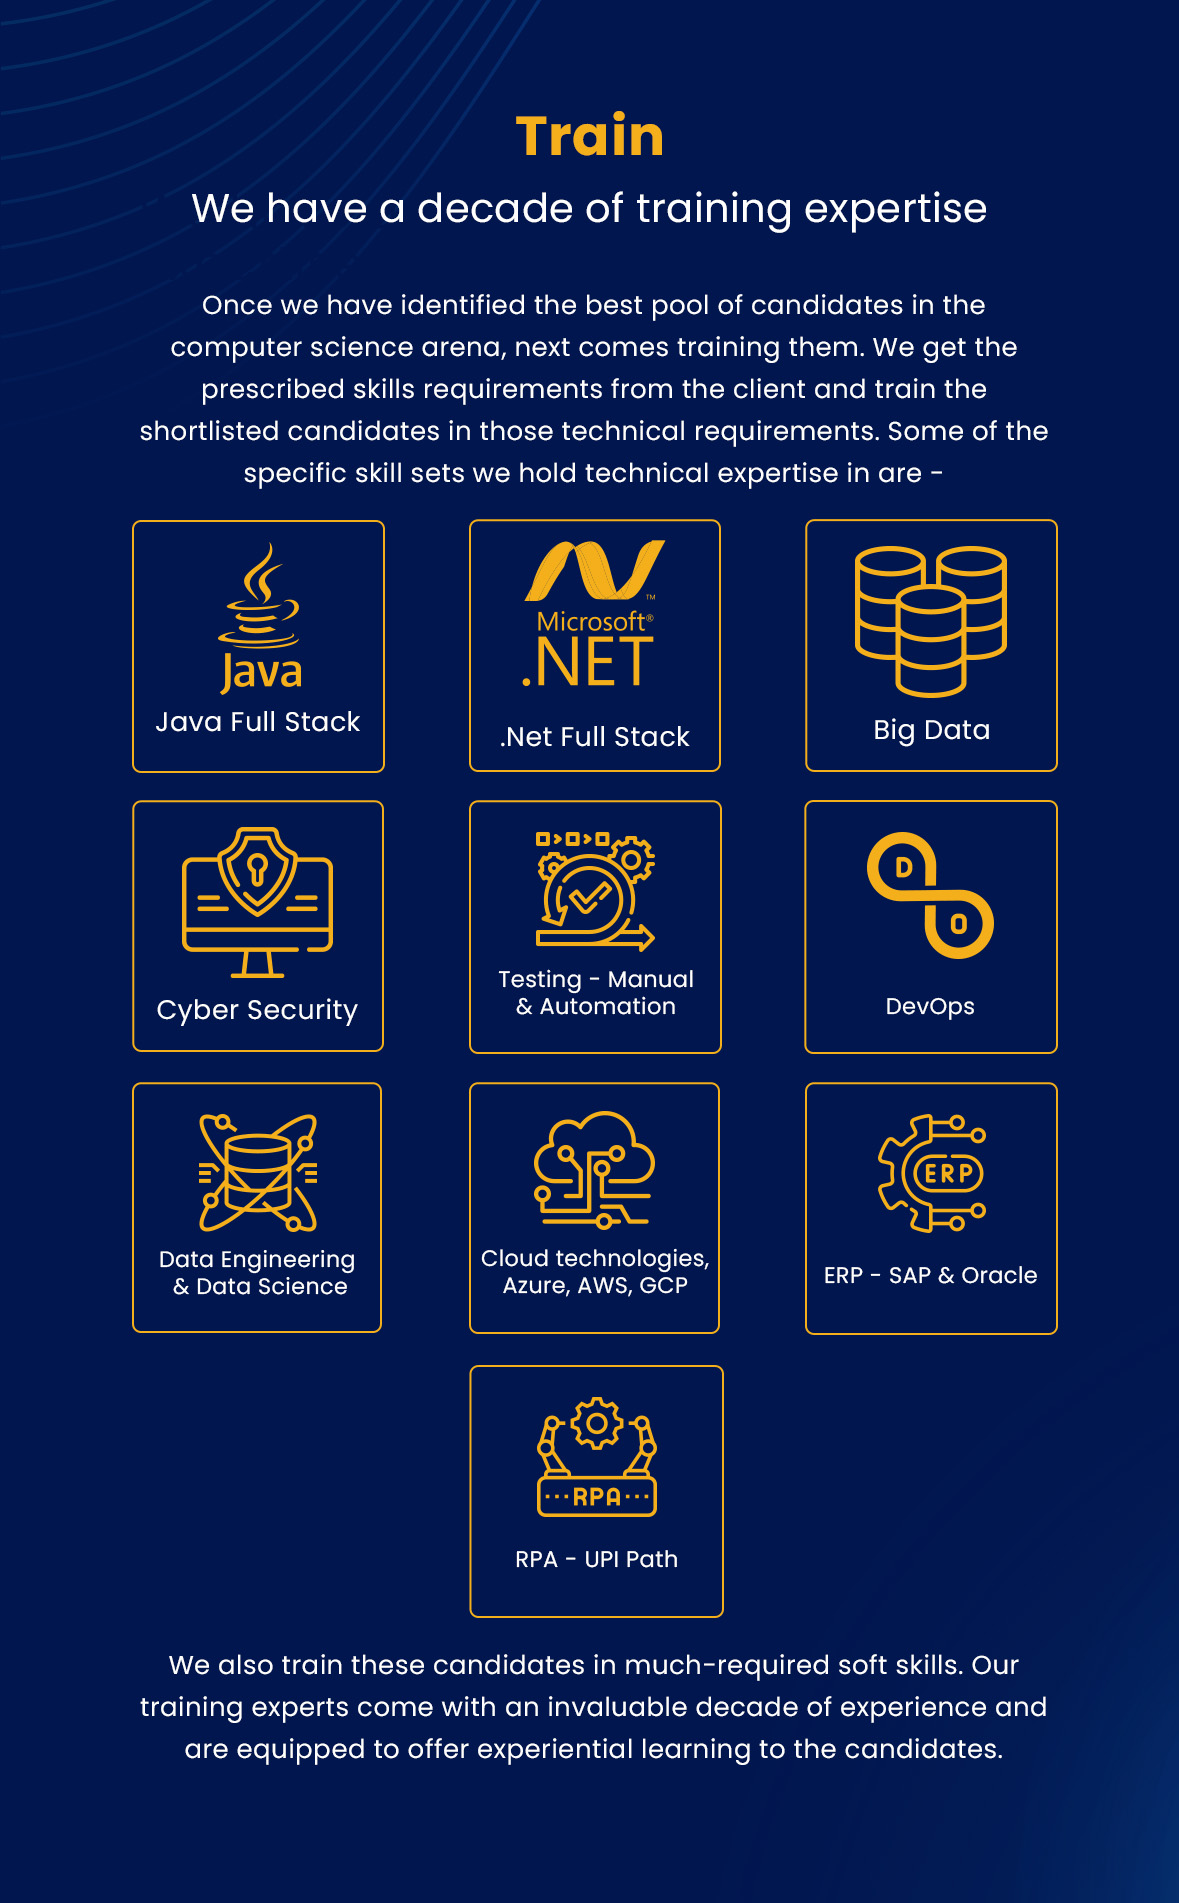 Train
We have a decade of training expertise
Once we have identified the best pool of candidates in the
computer science arena, next comes training them. We get the
prescribed skills requirements from the client and train the
shortlisted candidates in those technical requirements. Some of the
specific skill sets we hold technical expertise in are -
Java
Java Full Stack
TM
Microsoft®
.NET
.Net Full Stack
Big Data
Cyber Security
Testing - Manual
& Automation
D
O
DevOps
Data Engineering
& Data Science
Cloud technologies,
Azure, AWS, GCP
ERP
ERP - SAP & Oracle
RPA
RPA - UPI Path
We also train these candidates in much-required soft skills. Our
training experts come with an invaluable decade of experience and
are equipped to offer experiential learning to the candidates.